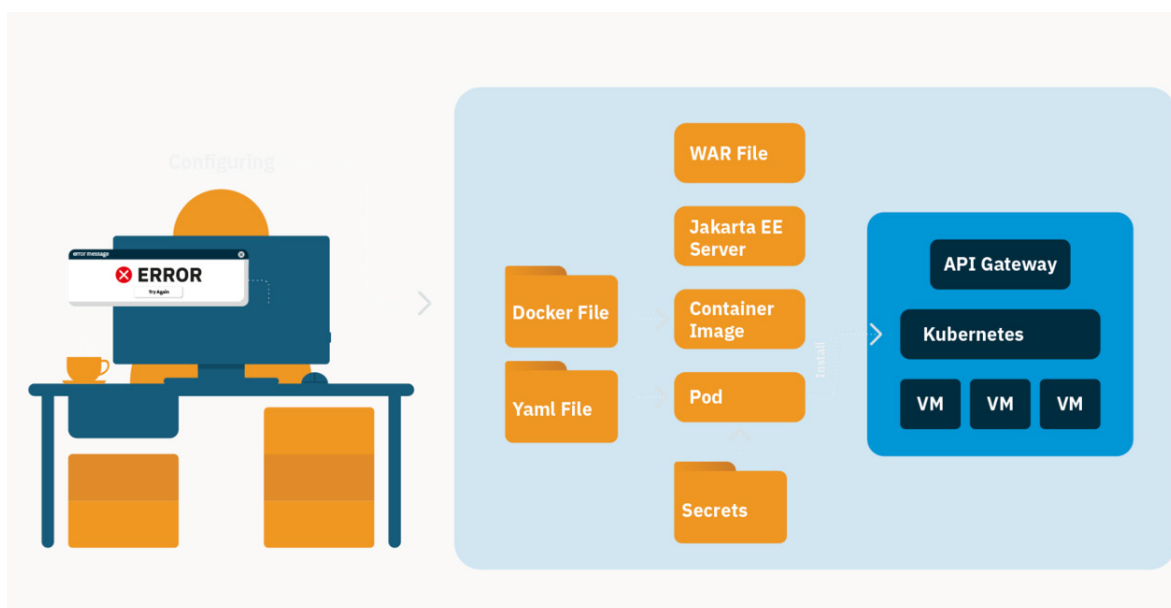 Configuring
error message
ERROR
Try Again
Docker File
Yaml File
WAR File
Jakarta EE
Server
Container
Image
Pod
Secrets
Install
API Gateway
Kubernetes
VM
VM
VM